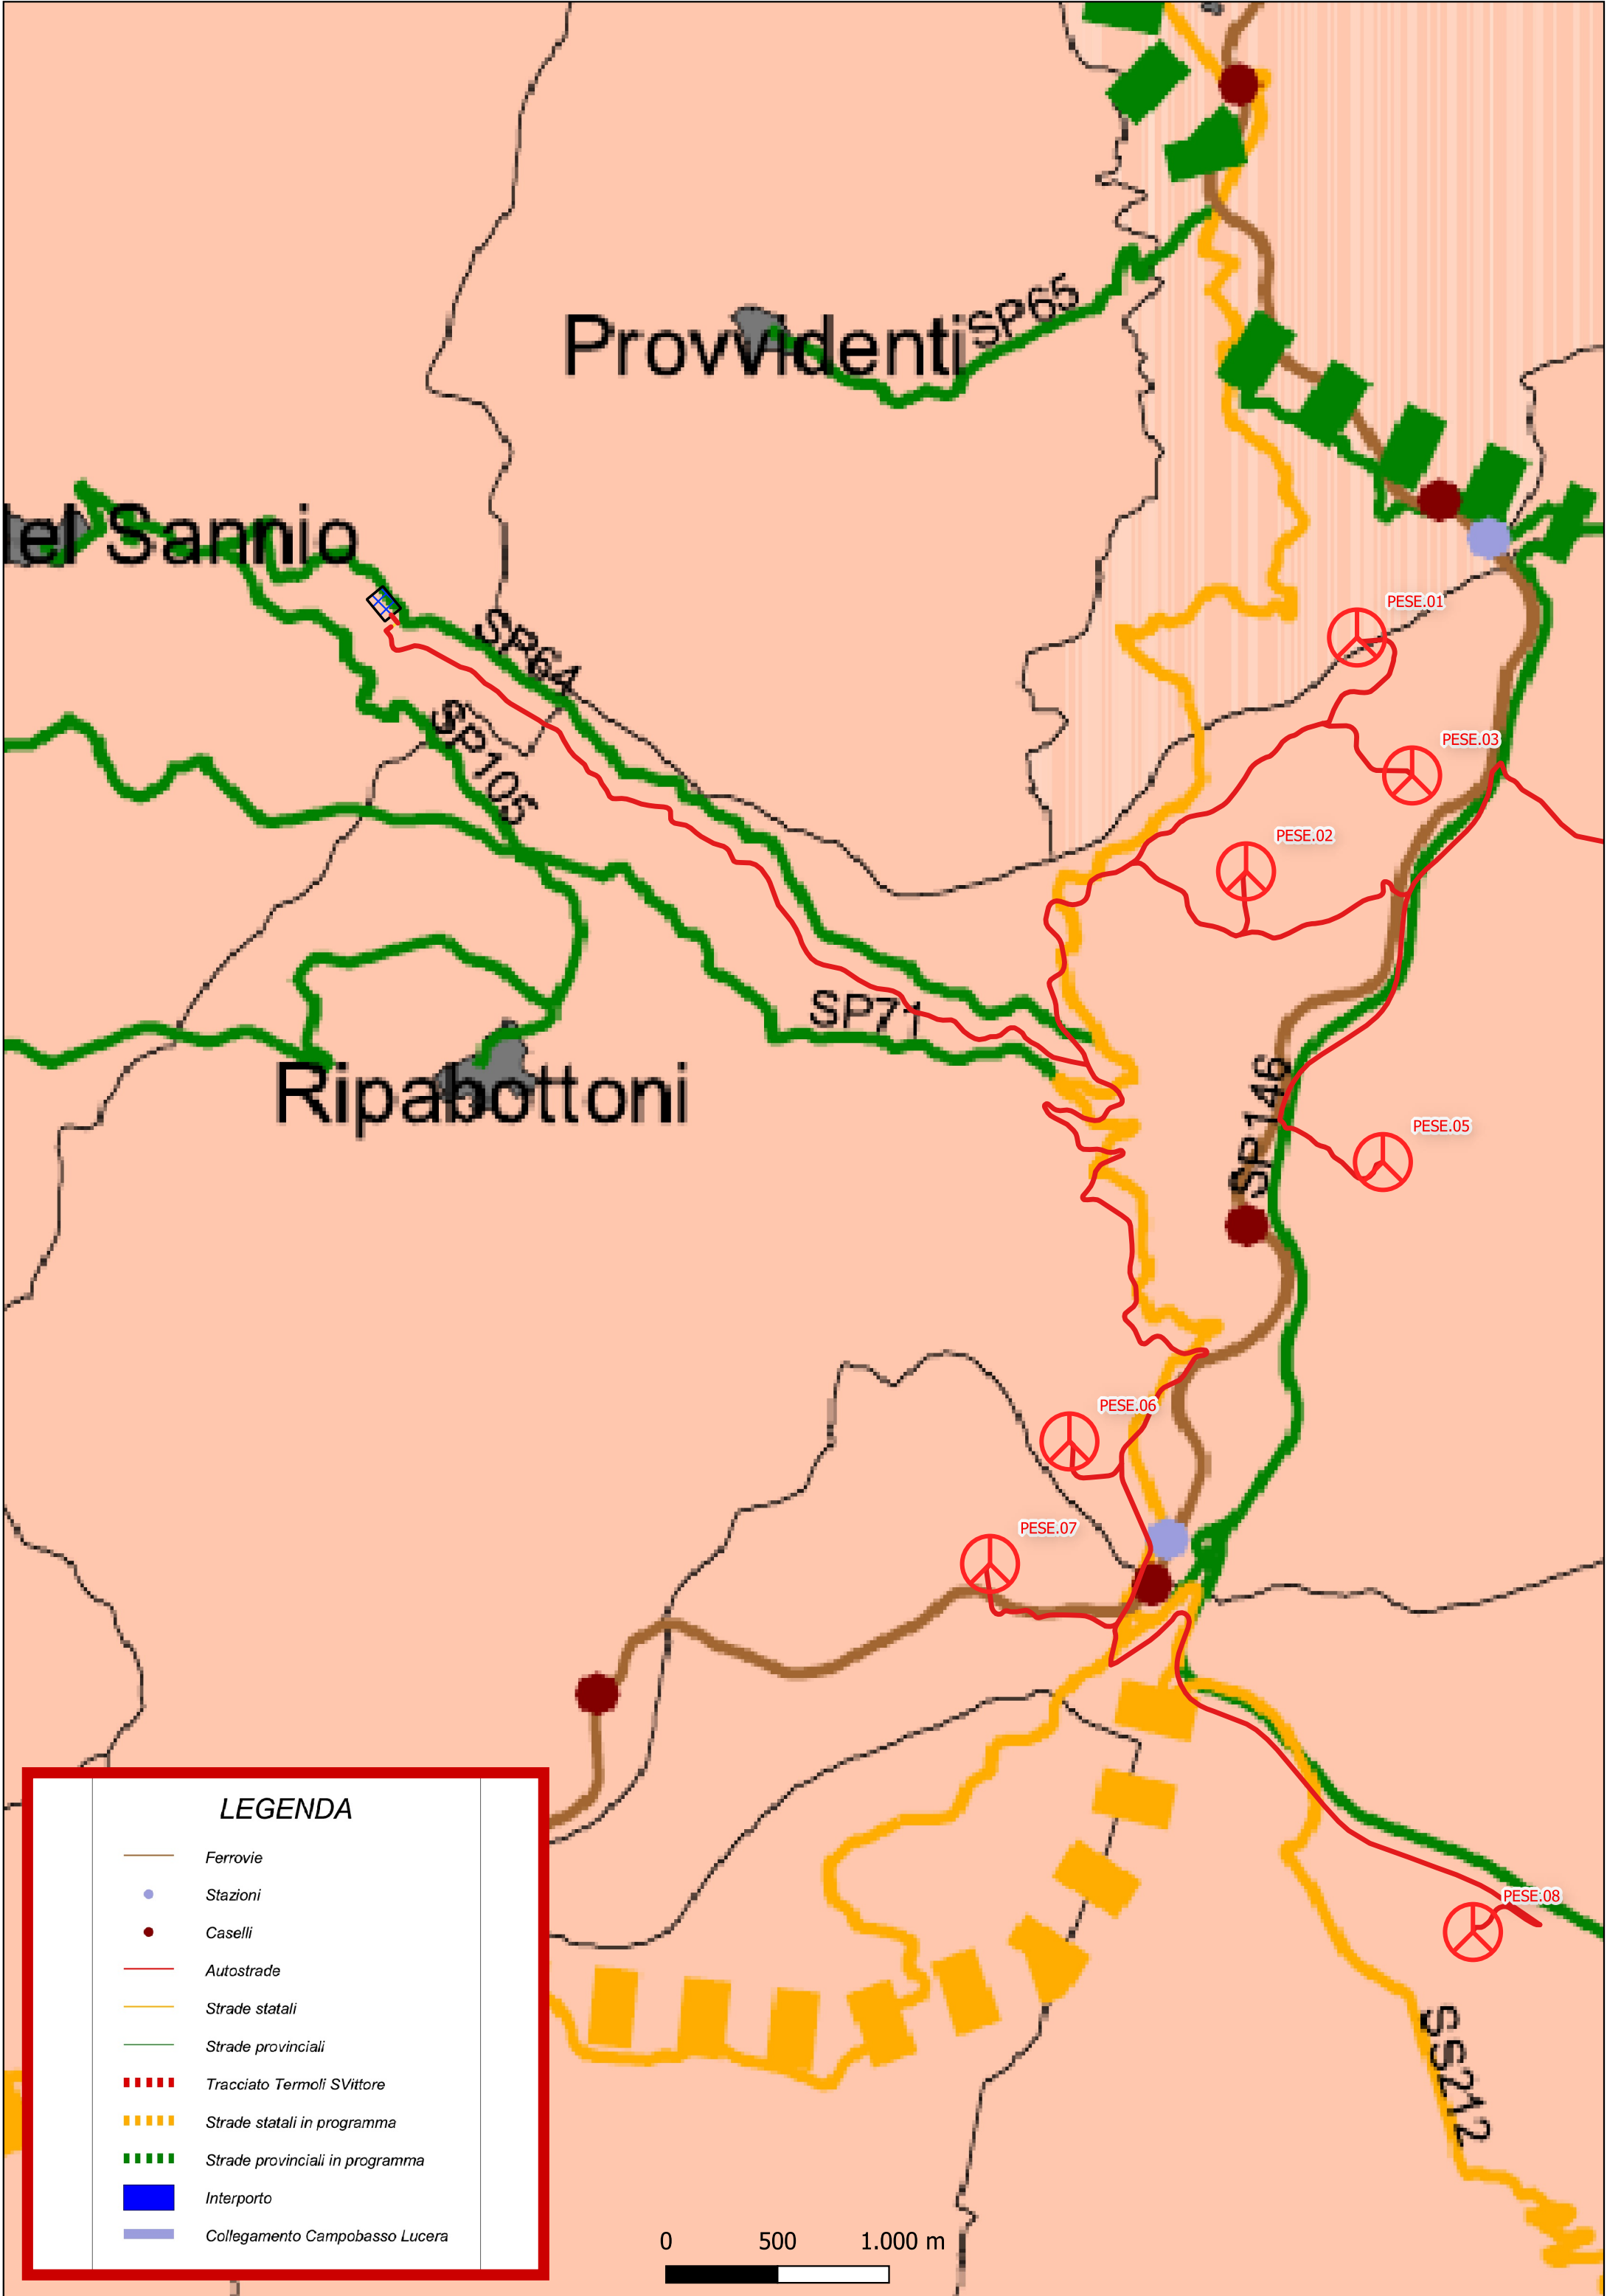 Provvidenti
SP65
el Sannio
PESE.01
SP64
SP105
PESE.03
PESE.02
SP71
Ripabottoni
SP146
PESE.05
PESE.06
PESE.07
PESE.08
SS212
LEGENDA
Ferrovie
Stazioni
Caselli
Autostrade
Strade statali
Strade provinciali
Tracciato Termoli SVittore
Strade statali in programma
Strade provinciali in programma
Interporto
Collegamento Campobasso Lucera
0 500 1.000 m